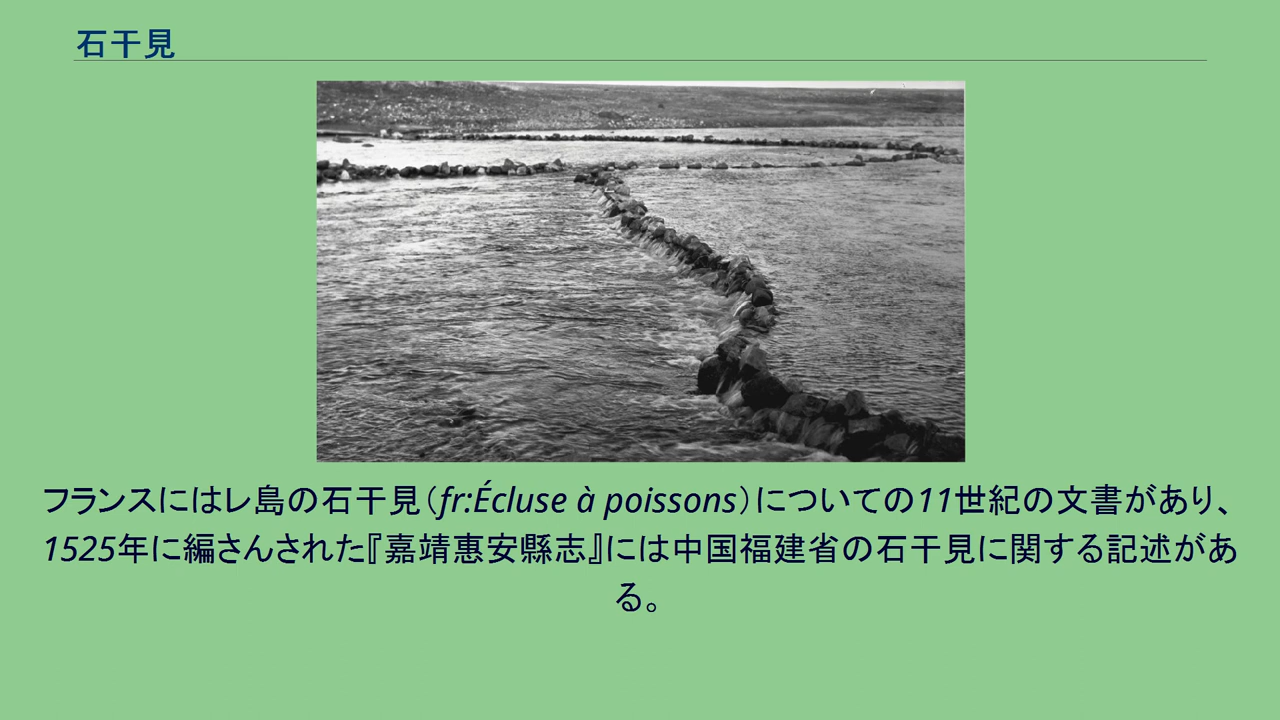 石干見
フランスにはレ島の石干見（fr:Écluse à poissons）についての11世紀の文書があり、
1525年に編さんされた『嘉靖惠安縣志』には中国福建省の石干見に関する記述があ
る。